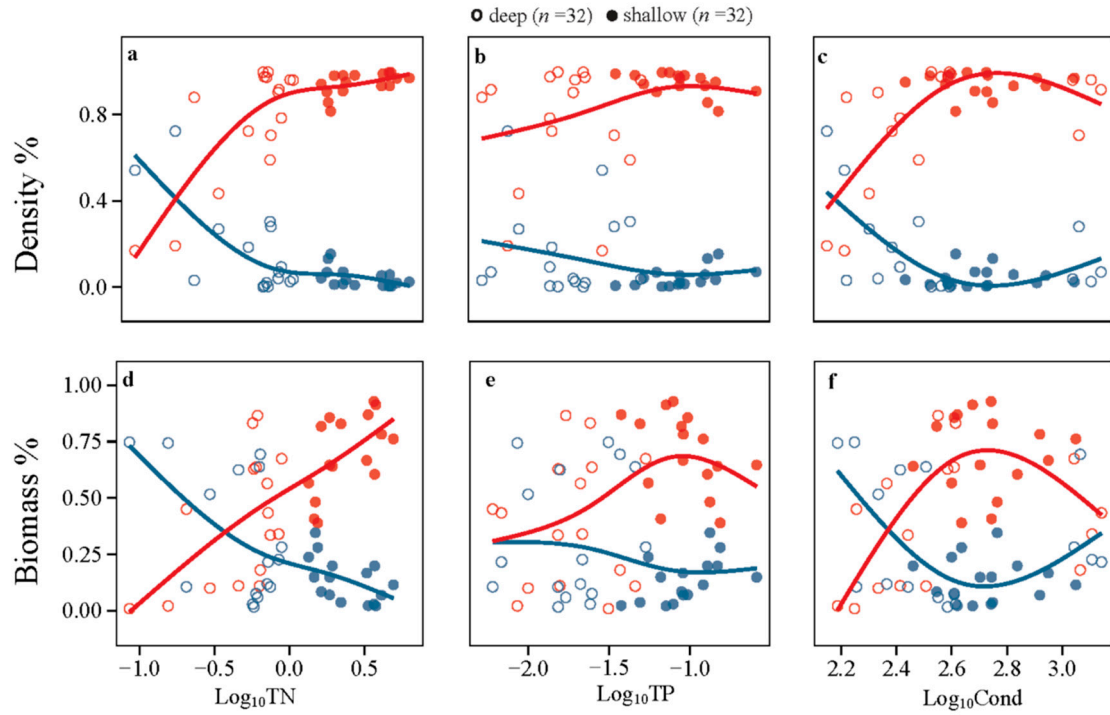 deep (n =32) shallow (n =32)
a b c
Density %
0.8
0.4
0.0
d e f
Biomass %
1.00
0.75
0.50
0.25
0.00
−1.0 −0.5 0.0 0.5 −2.0 −1.5 −1.0 2.2 2.4 2.6 2.8 3.0
Log₁₀TN Log₁₀TP Log₁₀Cond